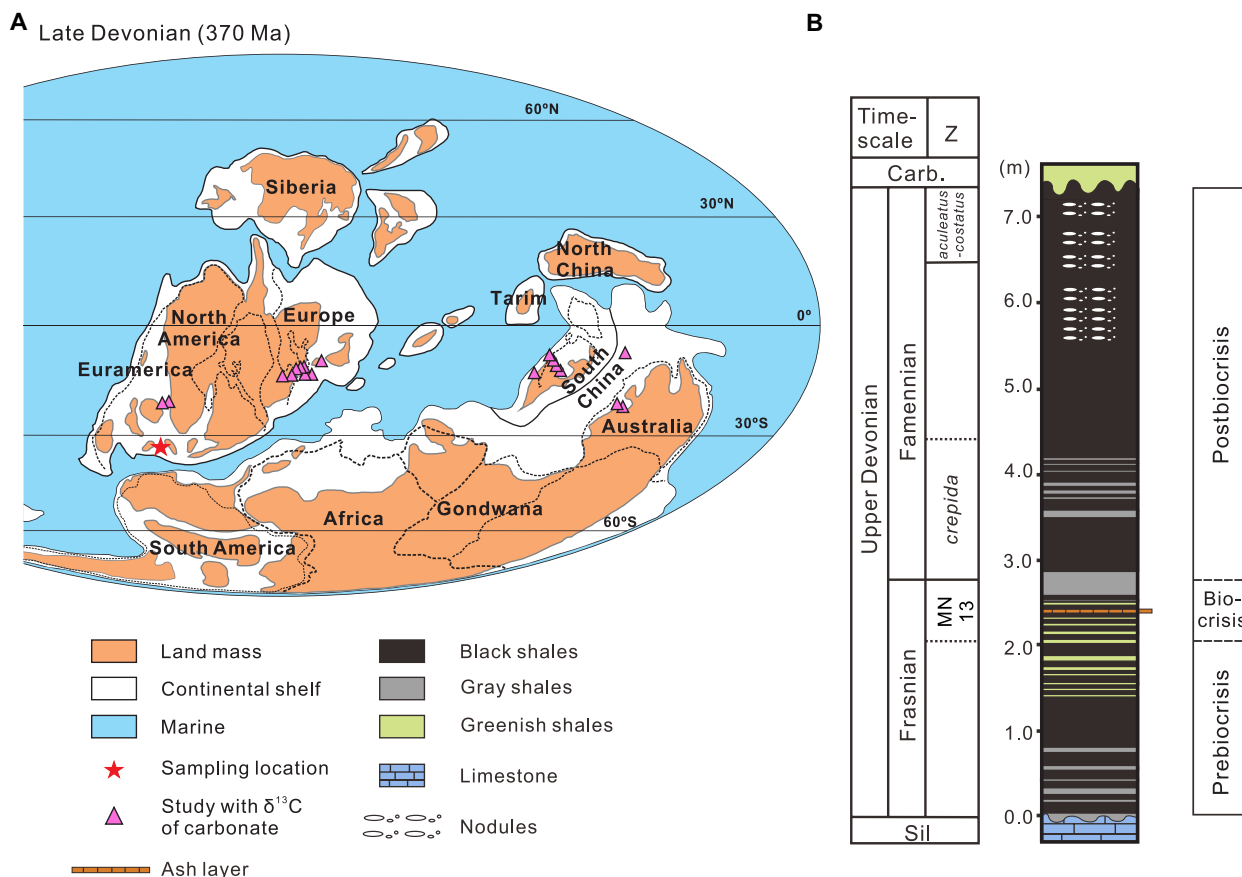 A
Late Devonian (370 Ma)
60ºN
Siberia
30ºN
North
China
Tarim
North
America
Europe
0º
Euramerica
South
China
Australia
30ºS
Gondwana
Africa
60ºS
South America
Land mass
Continental shelf
Marine
Sampling location
Study with δ¹³C
of carbonate
Ash layer
Black shales
Gray shales
Greenish shales
Limestone
Nodules
B
Time-
scale
Z
Carb.
(m)
Upper Devonian
Famennian
Frasnian
aculeatus
-costatus
crepida
MN
13
Sil
7.0
6.0
5.0
4.0
3.0
2.0
1.0
0.0
Postbiocrisis
Bio-
crisis
Prebiocrisis